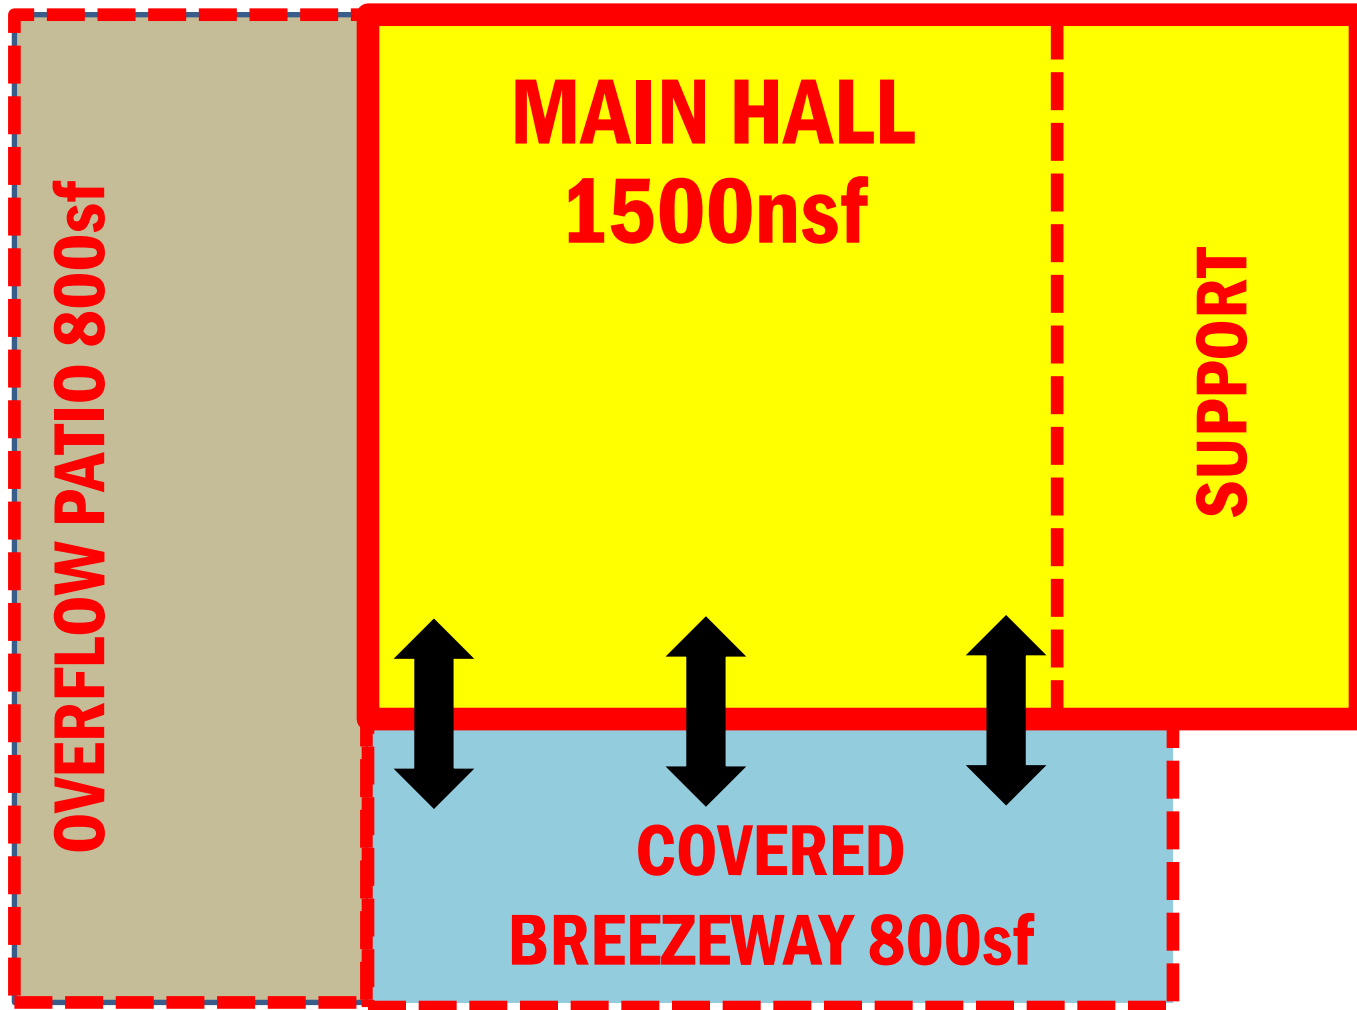 OVERFLOW PATIO 800sf
MAIN HALL
1500nsf
SUPPORT
COVERED
BREEZEWAY 800sf